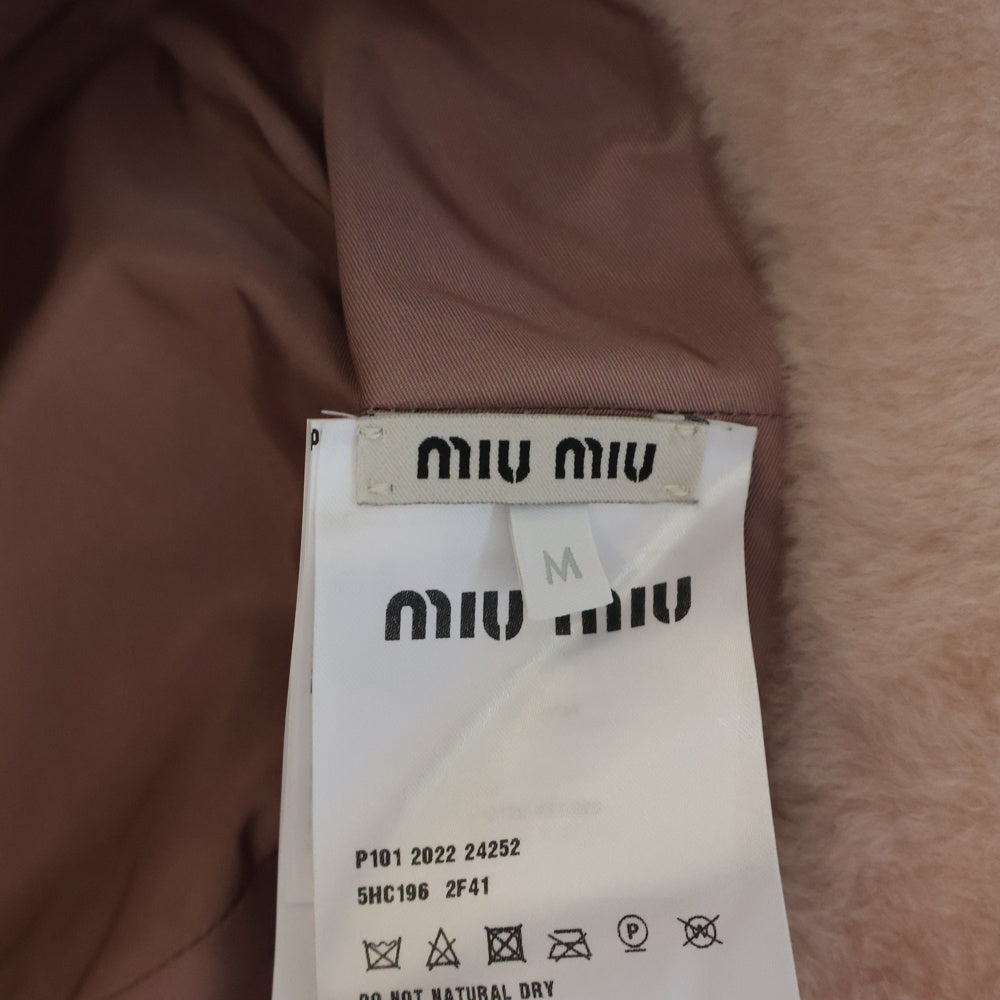 P
miu miu
M
miu miu
P101 2022 24252
5HC196 2F41
P W
DO NOT NATURAL DRY